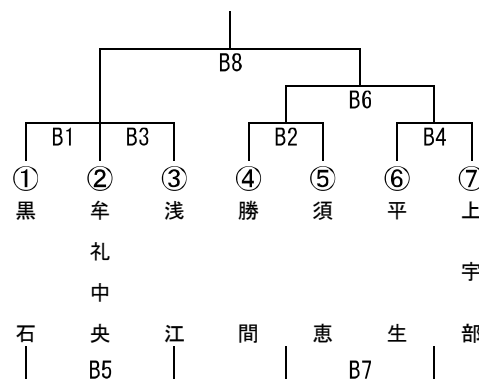 B8
B6
B1 B3 B2 B4
① ② ③ ④ ⑤ ⑥ ⑦
黒石
牟礼中央
浅江
勝間
須恵
平生
上宇部
B5 B7